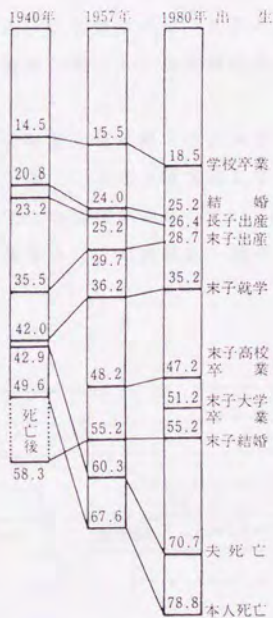 1940年 1957年 1980年 出生
14.5 15.5 18.5 学校卒業
20.8 24.0 25.2 結婚
23.2 25.2 26.4 長子出産
35.5 29.7 28.7 末子出産
42.0 36.2 35.2 末子就学
42.9 48.2 47.2 末子高校
卒業
49.6 51.2 末子大学
卒業
死亡後
58.3 55.2 55.2 末子結婚
60.3 70.7 夫死亡
67.6 78.8 本人死亡